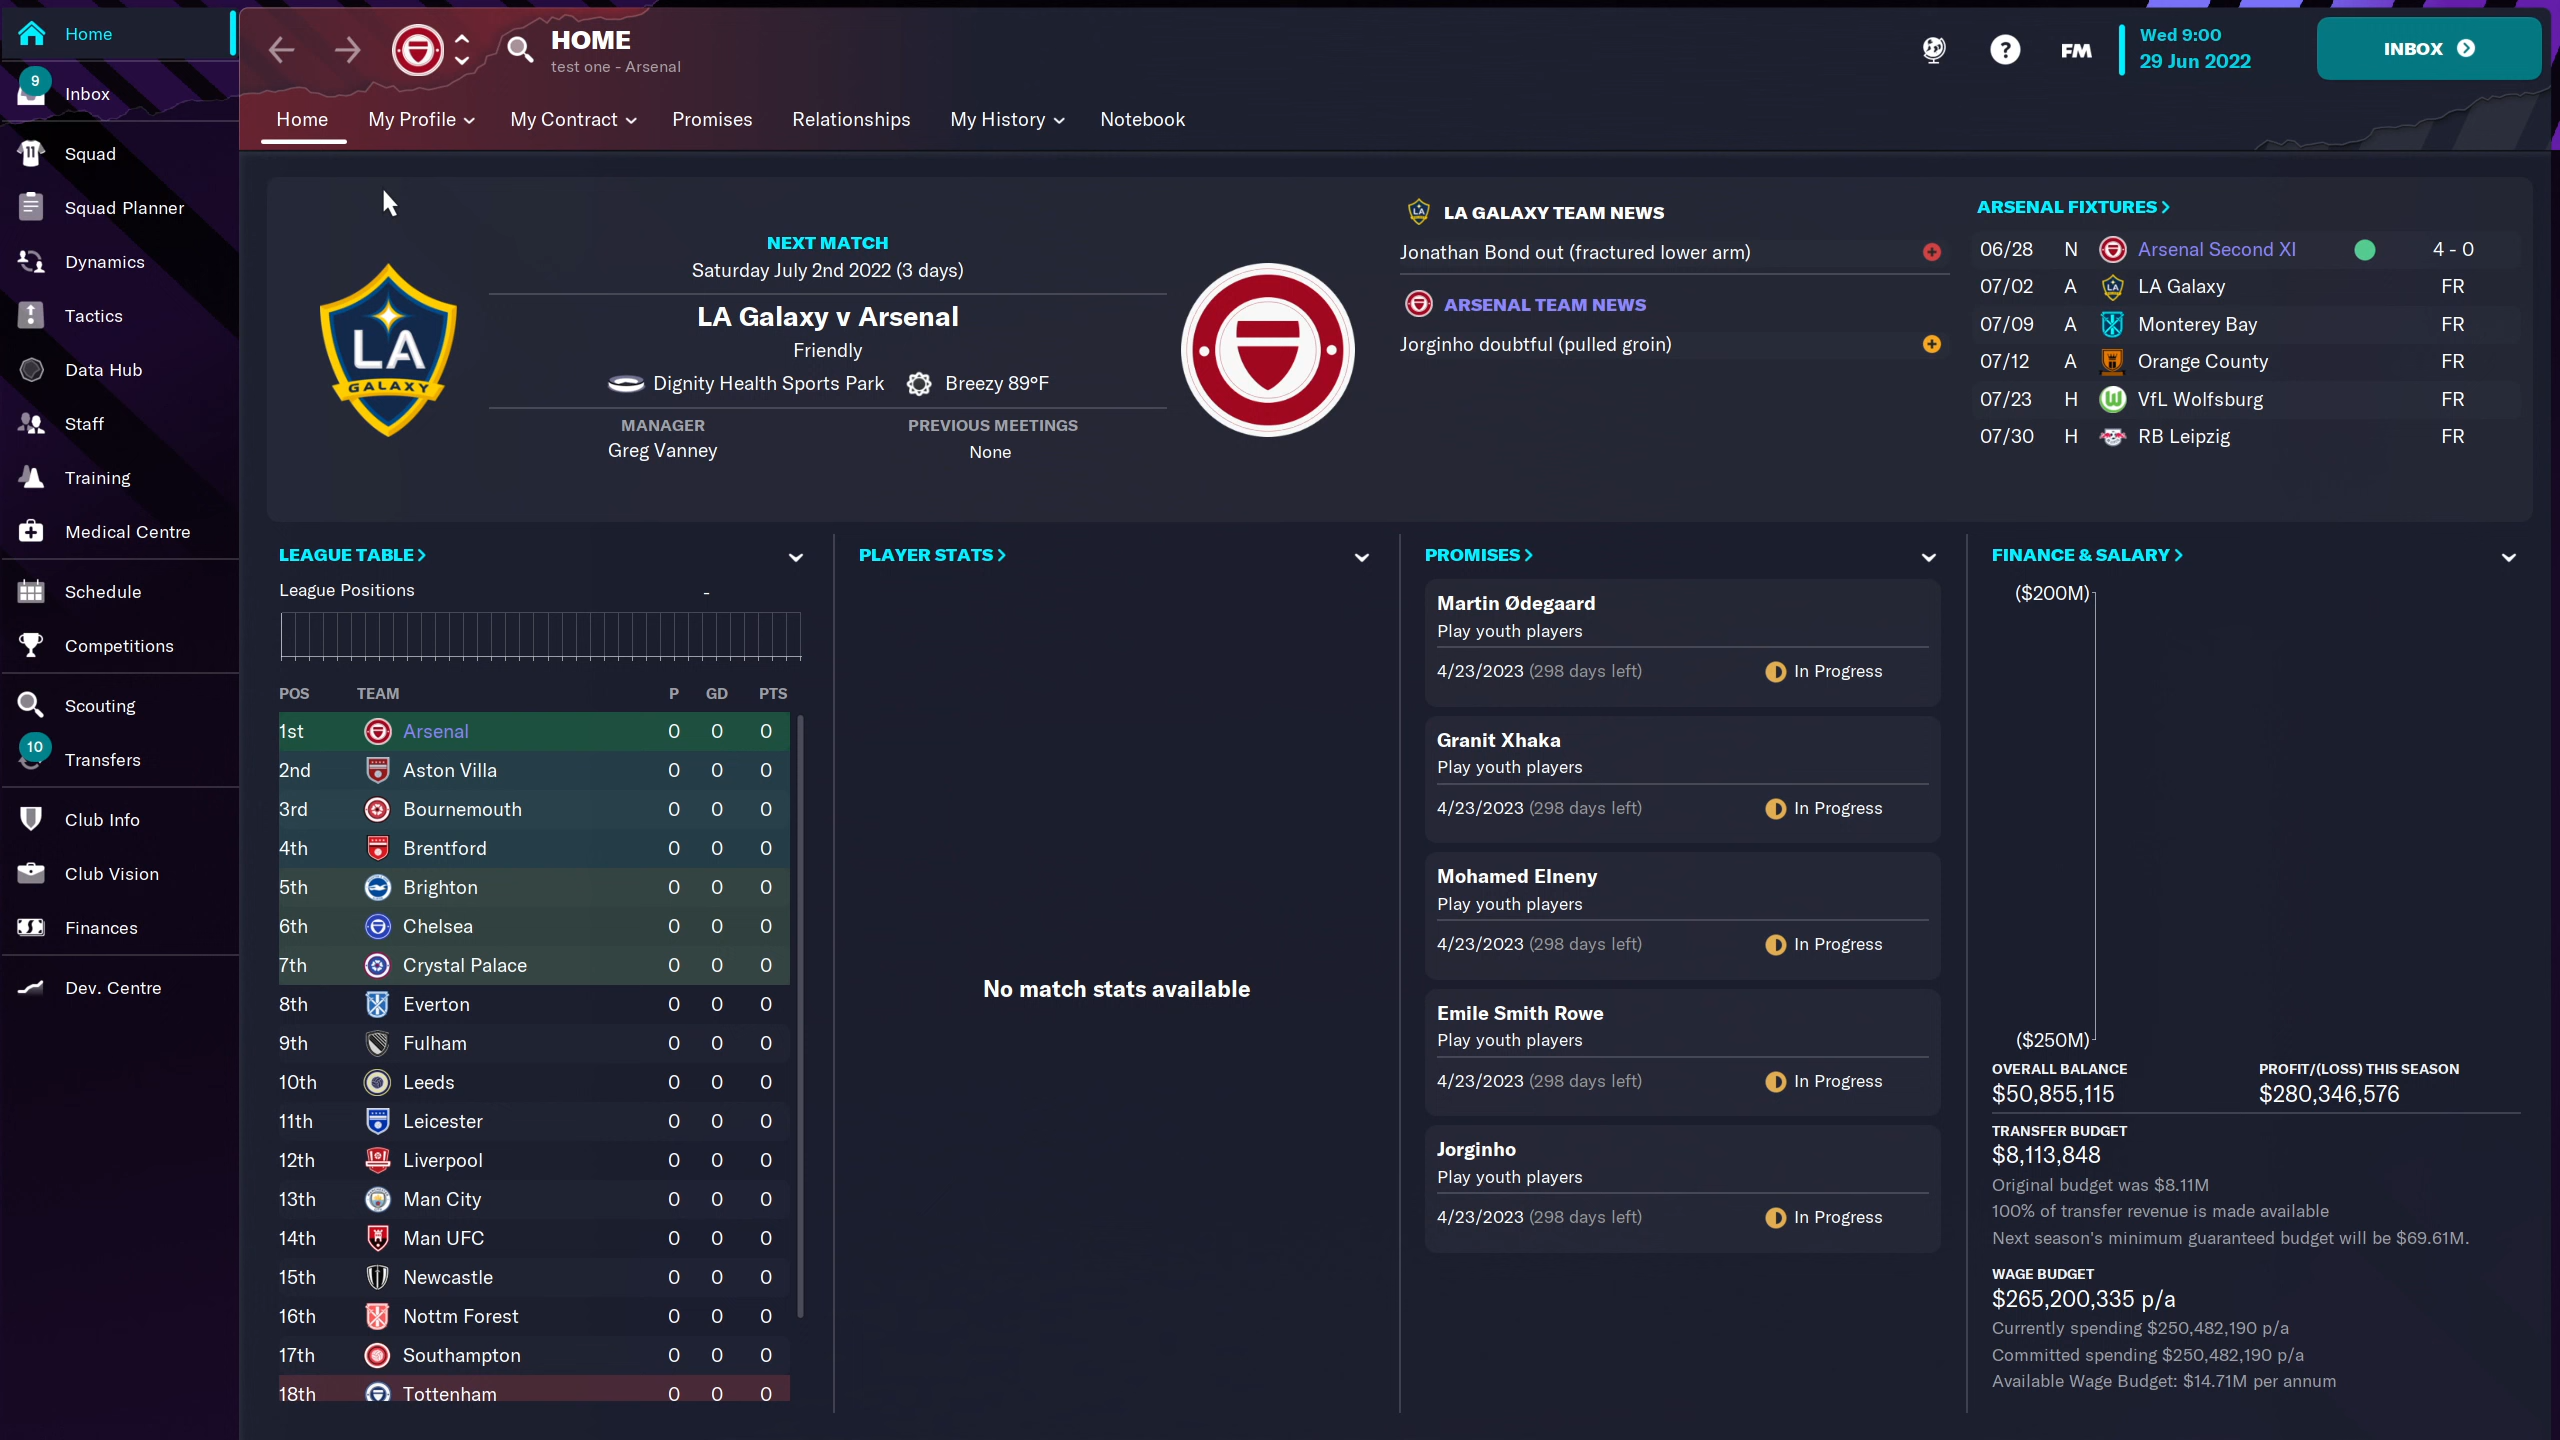 Home
9
Inbox
Squad
Squad Planner
Dynamics
Tactics
Data Hub
Staff
Training
Medical Centre
Schedule
Competitions
Scouting
10
Transfers
Club Info
Club Vision
Finances
Dev. Centre
HOME
test one - Arsenal
FM
Wed 9:00
29 Jun 2022
INBOX
Home
My Profile
My Contract
Promises
Relationships
My History
Notebook
LA
GALAXY
NEXT MATCH
Saturday July 2nd 2022 (3 days)
LA Galaxy v Arsenal
Friendly
Dignity Health Sports Park
Breezy 89°F
MANAGER
Greg Vanney
PREVIOUS MEETINGS
None
LA GALAXY TEAM NEWS
Jonathan Bond out (fractured lower arm)
ARSENAL TEAM NEWS
Jorginho doubtful (pulled groin)
ARSENAL FIXTURES
06/28 N Arsenal Second XI 4 - 0
07/02 A LA Galaxy FR
07/09 A Monterey Bay FR
07/12 A Orange County FR
07/23 H VfL Wolfsburg FR
07/30 H RB Leipzig FR
LEAGUE TABLE
League Positions -
POS TEAM P GD PTS
1st Arsenal 0 0 0
2nd Aston Villa 0 0 0
3rd Bournemouth 0 0 0
4th Brentford 0 0 0
5th Brighton 0 0 0
6th Chelsea 0 0 0
7th Crystal Palace 0 0 0
8th Everton 0 0 0
9th Fulham 0 0 0
10th Leeds 0 0 0
11th Leicester 0 0 0
12th Liverpool 0 0 0
13th Man City 0 0 0
14th Man UFC 0 0 0
15th Newcastle 0 0 0
16th Nottm Forest 0 0 0
17th Southampton 0 0 0
18th Tottenham 0 0 0
PLAYER STATS
No match stats available
PROMISES
Martin Ødegaard
Play youth players
4/23/2023 (298 days left) In Progress
Granit Xhaka
Play youth players
4/23/2023 (298 days left) In Progress
Mohamed Elneny
Play youth players
4/23/2023 (298 days left) In Progress
Emile Smith Rowe
Play youth players
4/23/2023 (298 days left) In Progress
Jorginho
Play youth players
4/23/2023 (298 days left) In Progress
FINANCE & SALARY
($200M)
($250M)
OVERALL BALANCE
$50,855,115
PROFIT/(LOSS) THIS SEASON
$280,346,576
TRANSFER BUDGET
$8,113,848
Original budget was $8.11M
100% of transfer revenue is made available
Next season's minimum guaranteed budget will be $69.61M.
WAGE BUDGET
$265,200,335 p/a
Currently spending $250,482,190 p/a
Committed spending $250,482,190 p/a
Available Wage Budget: $14.71M per annum